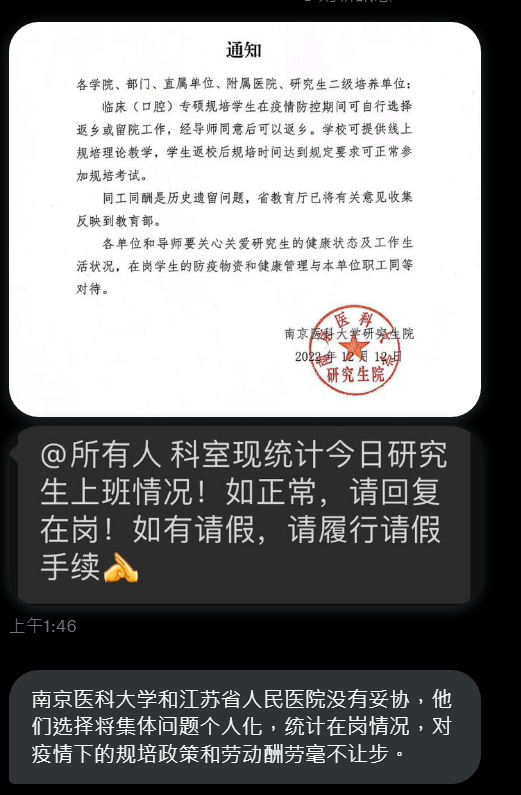 通知
各学院、部门、直属单位、附属医院、研究生二级培养单位：
临床（口腔）专硕规培学生在疫情防控期间可自行选择
返乡或留院工作，经导师同意后可以返乡。学校可提供线上
规培理论教学，学生返校后规培时间达到规定要求可正常参
加规培考试。
同工同酬是历史遗留问题，省教育厅已将有关意见收集
反映到教育部。
各单位和导师要关心关爱研究生的健康状态及工作生
活状况，在岗学生的防疫物资和健康管理与本单位职工同等
对待。
南京医科大学研究生院
2022年12月12日
研究生院
@所有人 科室现统计今日研究
生上班情况！如正常，请回复
在岗！如有请假，请履行请假
手续✍️
上午1:46
南京医科大学和江苏省人民医院没有妥协，他
们选择将集体问题个人化，统计在岗情况，对
疫情下的规培政策和劳动酬劳毫不让步。